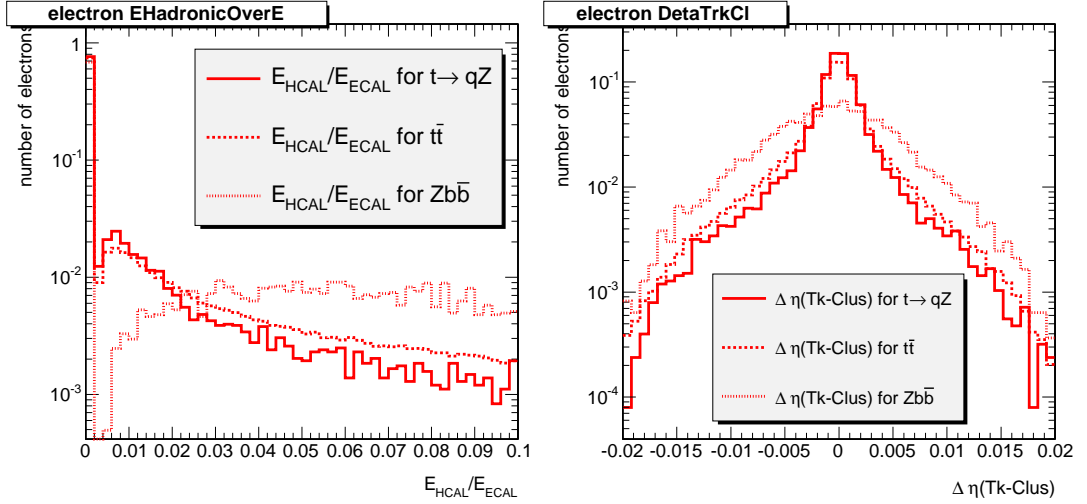 electron EHadronicOverE
number of electrons
1
10⁻¹
10⁻²
10⁻³
E_HCAL/E_ECAL for t→ qZ
E_HCAL/E_ECAL for tt̄
E_HCAL/E_ECAL for Zbb̄
0 0.01 0.02 0.03 0.04 0.05 0.06 0.07 0.08 0.09 0.1
E_HCAL/E_ECAL
electron DetaTrkCl
number of electrons
10⁻¹
10⁻²
10⁻³
10⁻⁴
Δ η(Tk-Clus) for t→ qZ
Δ η(Tk-Clus) for tt̄
Δ η(Tk-Clus) for Zbb̄
-0.02 -0.015 -0.01 -0.005 0 0.005 0.01 0.015 0.02
Δ η(Tk-Clus)